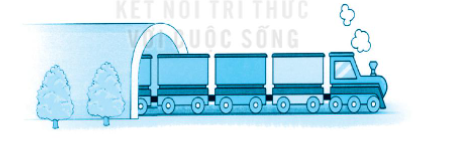 KẾT NỐI TRI THỨC
VỚI CUỘC SỐNG